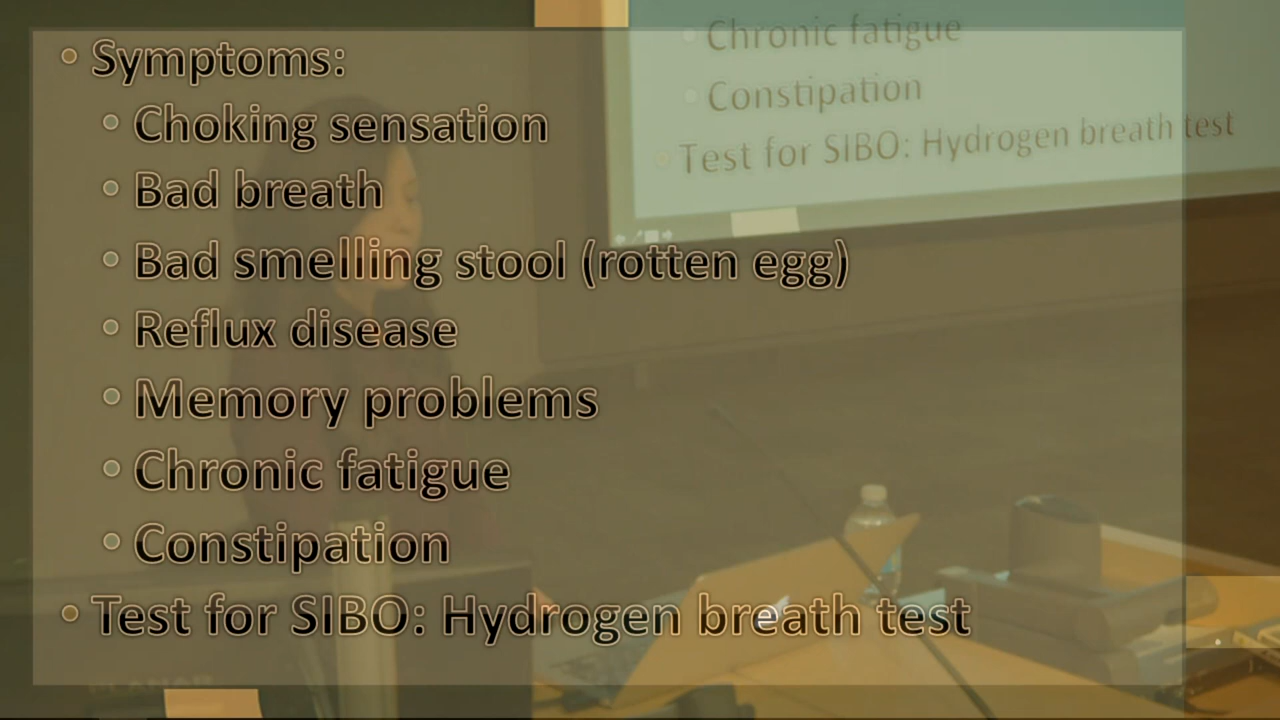 Symptoms:
Choking sensation
Bad breath
Bad smelling stool (rotten egg)
Reflux disease
Memory problems
Chronic fatigue
Constipation
Test for SIBO: Hydrogen breath test
Chronic fatigue
Constipation
Test for SIBO: Hydrogen breath test